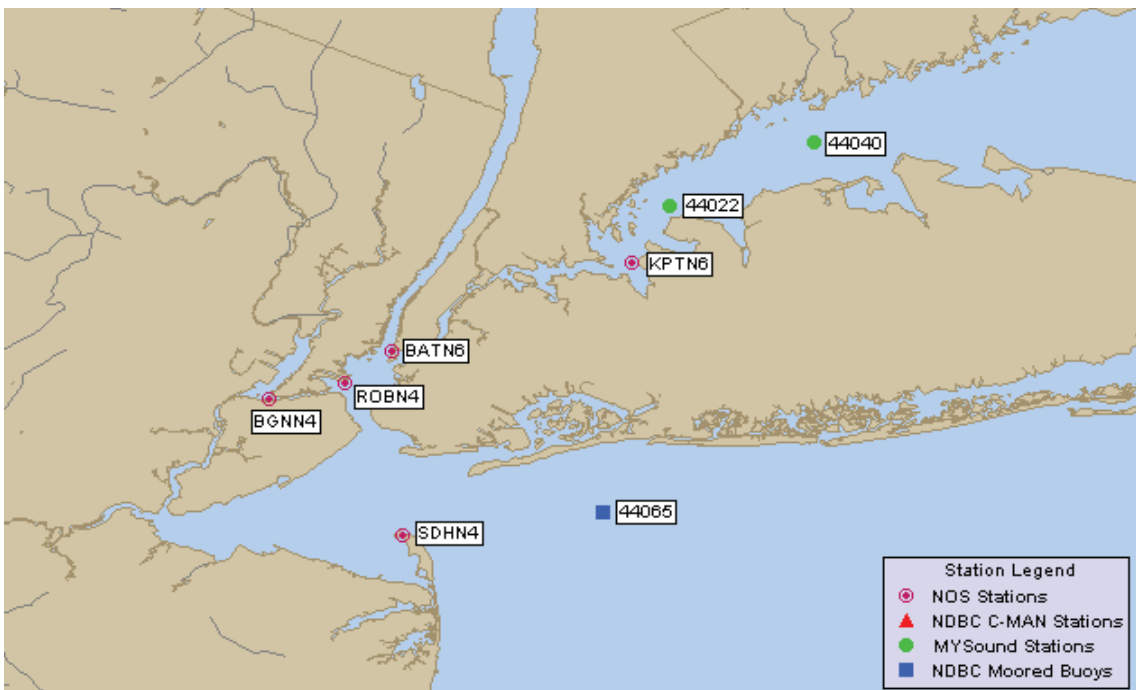 44040
44022
KPTN6
BATN6
ROBN4
BGNN4
44065
SDHN4
Station Legend
NOS Stations
NDBC C-MAN Stations
MYSound Stations
NDBC Moored Buoys